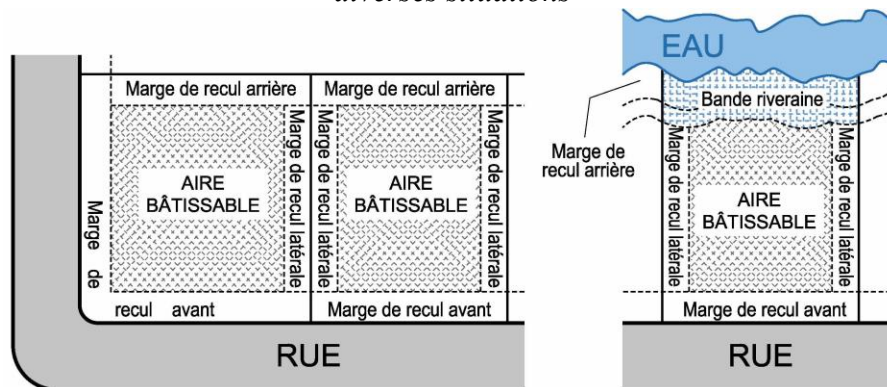 diverses situations
Marge de recul arrière
Marge de recul arrière
Marge de recul latérale
Marge de recul latérale
Marge de recul latérale
AIRE
BÂTISSABLE
AIRE
BÂTISSABLE
Marge de
recul avant
Marge de recul avant
RUE
EAU
Bande riveraine
Marge de
recul arrière
Marge de recul latérale
Marge de recul latérale
AIRE
BÂTISSABLE
Marge de recul avant
RUE